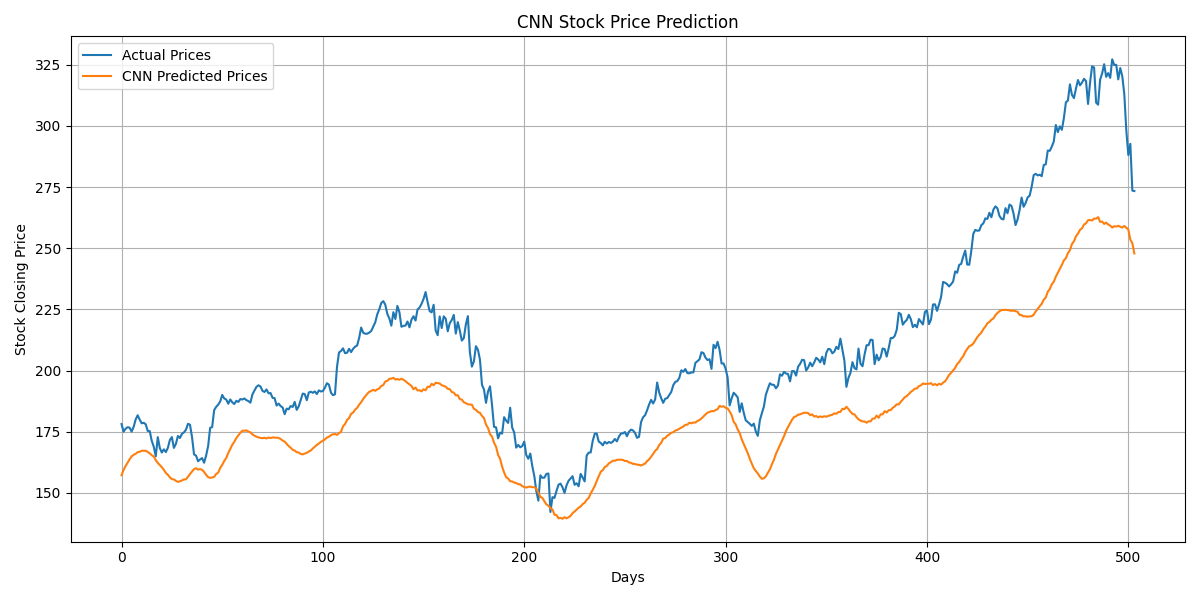 CNN Stock Price Prediction
Actual Prices
CNN Predicted Prices
Stock Closing Price
325
300
275
250
225
200
175
150
0 100 200 300 400 500
Days